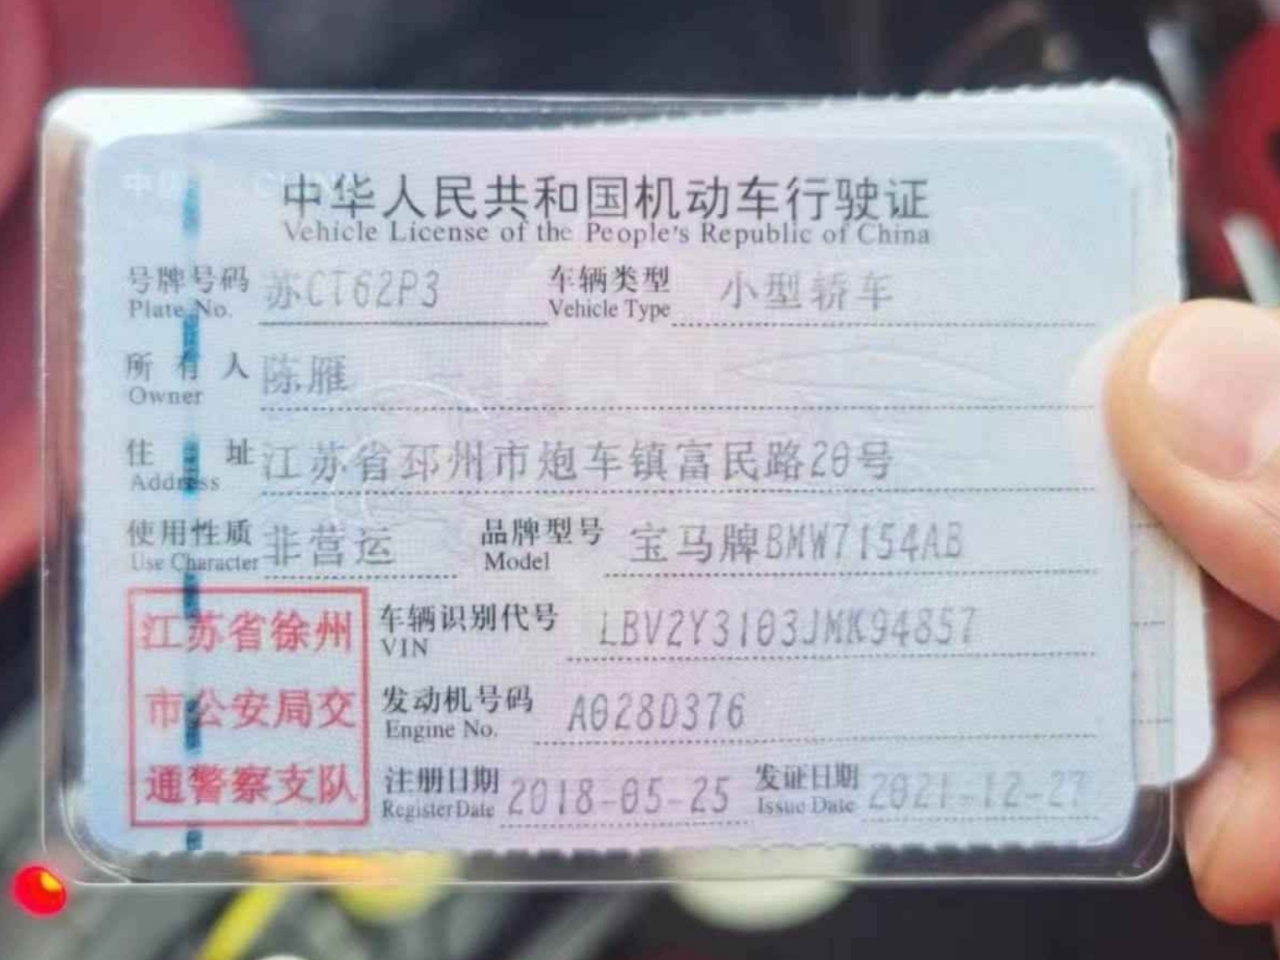 中华人民共和国机动车行驶证
Vehicle License of the People's Republic of China
号牌号码 苏CT62P3 车辆类型 小型轿车
Plate No. Vehicle Type
所有人 陈雁
Owner
住址 江苏省邳州市炮车镇富民路20号
Address
使用性质 非营运 品牌型号 宝马牌BMW7154AB
Use Character Model
江苏省徐州
市公安局交
通警察支队
车辆识别代号 LBV2Y3103JMK94857
VIN
发动机号码 A028D376
Engine No.
注册日期 2018-05-25 发证日期 2021-12-27
Register Date Issue Date